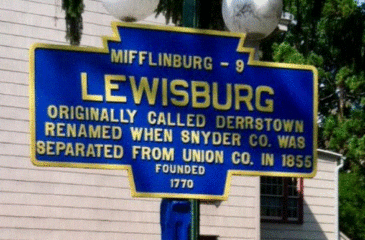 MIFFLINBURG - 9
LEWISBURG
ORIGINALLY CALLED DERRSTOWN
RENAMED WHEN SNYDER CO. WAS
SEPARATED FROM UNION CO. IN 1855
FOUNDED
1770